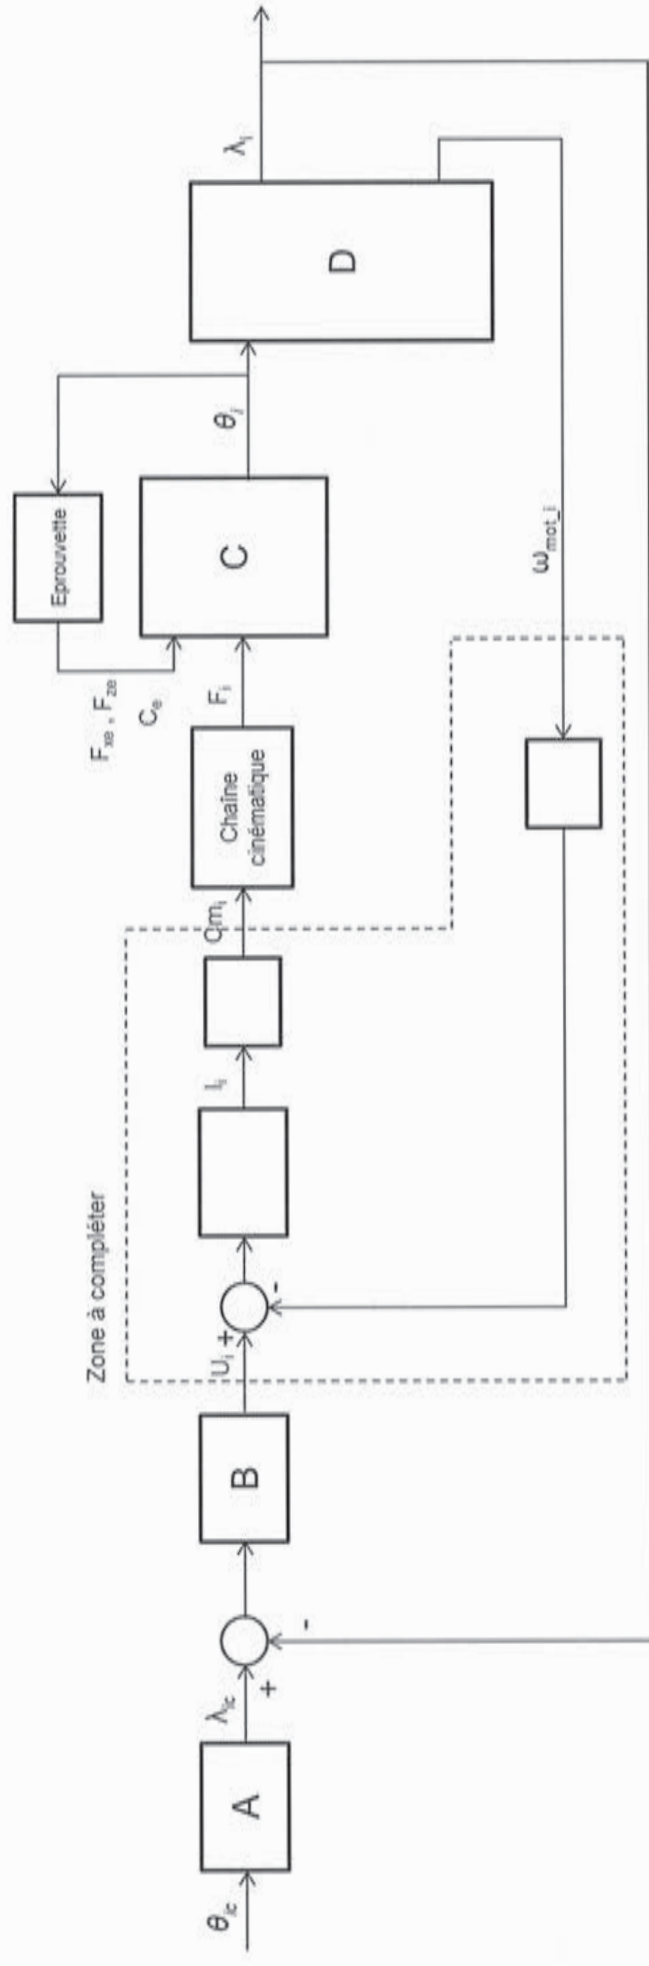 Zone à compléter
θic
A
λic
+
-
B
Ui
+
-
Ii
Cmi
Chaîne
cinématique
Fi
Fxe , Fze
Ce
Eprouvette
C
θi
D
λi
ωmot_i